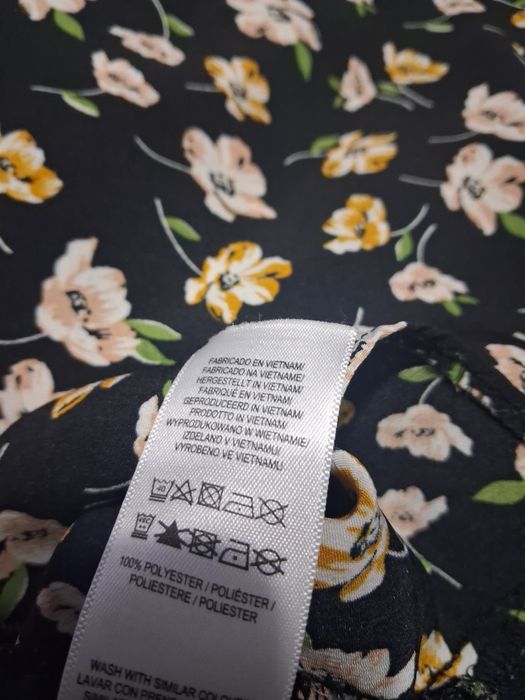 FABRICADO EN VIETNAM/
FABRICADO NA VIETNAME/
HERGESTELLT IN VIETNAM/
FABRIQUÉ EN VIETNAM/
GEPRODUCEERD IN VIETNAM/
PRODOTTO IN VIETNAM/
WYPRODUKOWANO W WIETNAMIE/
IZDELANO V VIETNAMU/
VYROBENO VE VIETNAMU
40
100% POLYESTER / POLIÉSTER /
POLIESTERE / POLIESTER
WASH WITH SIMILAR COLOURS
LAVAR CON